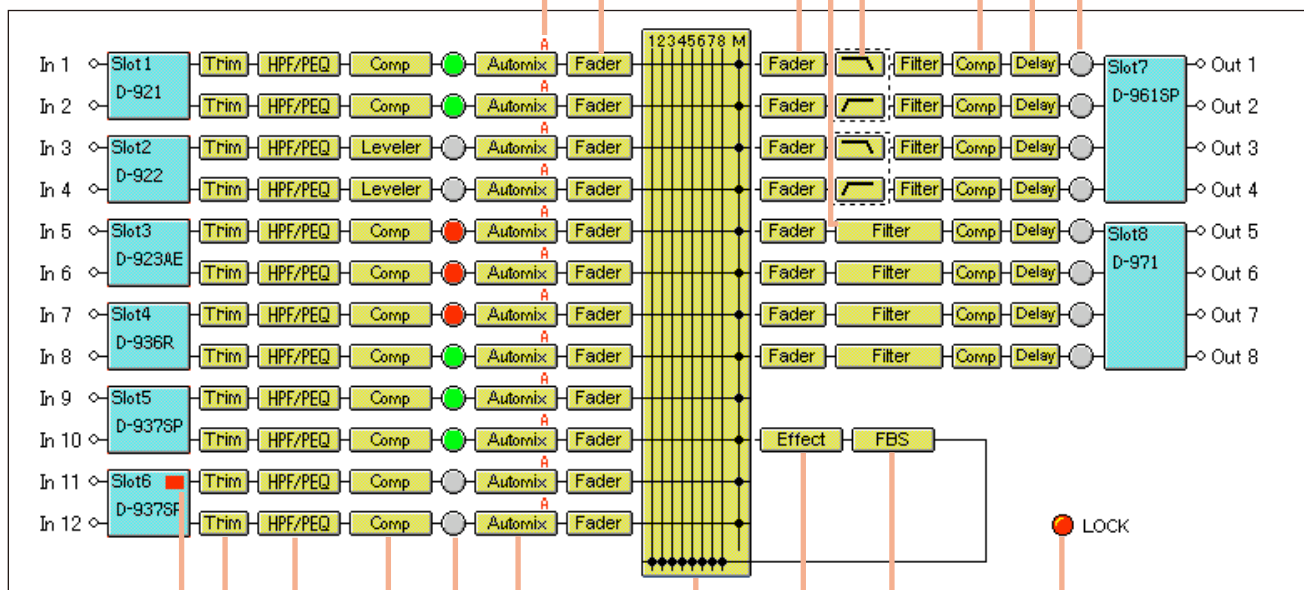 12345678 M
A
In 1 Slot1 Trim HPF/PEQ Comp Automix Fader Fader Filter Comp Delay Slot7 Out 1
D-921 D-961SP
A
In 2 Trim HPF/PEQ Comp Automix Fader Fader Filter Comp Delay Out 2
A
In 3 Slot2 Trim HPF/PEQ Leveler Automix Fader Fader Filter Comp Delay Out 3
D-922
A
In 4 Trim HPF/PEQ Leveler Automix Fader Fader Filter Comp Delay Out 4
A
In 5 Slot3 Trim HPF/PEQ Comp Automix Fader Fader Filter Comp Delay Slot8 Out 5
D-923AE D-971
A
In 6 Trim HPF/PEQ Comp Automix Fader Fader Filter Comp Delay Out 6
A
In 7 Slot4 Trim HPF/PEQ Comp Automix Fader Fader Filter Comp Delay Out 7
D-936R
A
In 8 Trim HPF/PEQ Comp Automix Fader Fader Filter Comp Delay Out 8
A
In 9 Slot5 Trim HPF/PEQ Comp Automix Fader
D-937SP
A
In 10 Trim HPF/PEQ Comp Automix Fader Effect FBS
A
In 11 Slot6 Trim HPF/PEQ Comp Automix Fader
D-937SP
A
In 12 Trim HPF/PEQ Comp Automix Fader LOCK